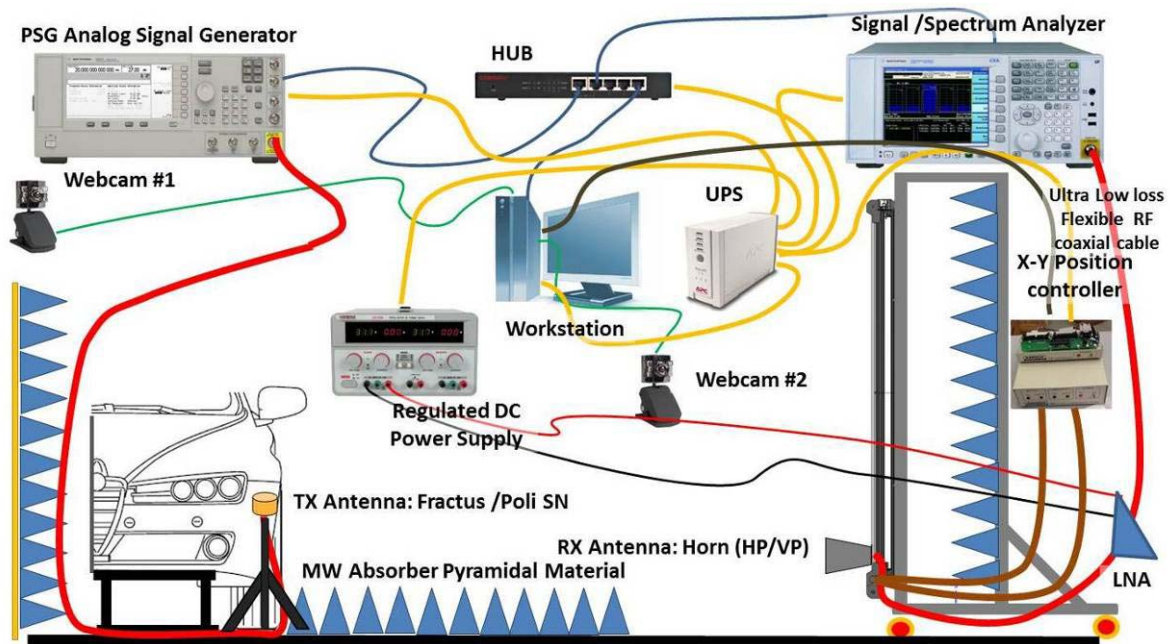 PSG Analog Signal Generator
HUB
Signal /Spectrum Analyzer
Webcam #1
UPS
Ultra Low loss
Flexible RF
coaxial cable
X-Y Position
controller
Workstation
Webcam #2
Regulated DC
Power Supply
TX Antenna: Fractus /Poli SN
RX Antenna: Horn (HP/VP)
MW Absorber Pyramidal Material
LNA
APC